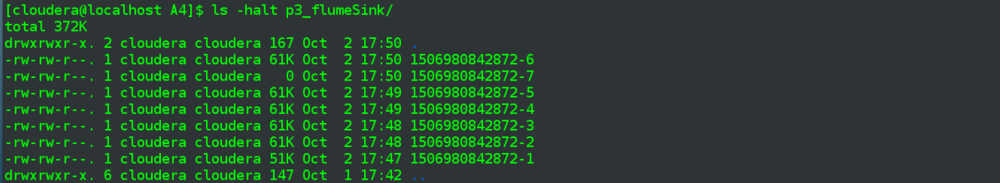 [cloudera@localhost A4]$ ls -halt p3_flumeSink/
total 372K
drwxrwxr-x. 2 cloudera cloudera 167 Oct  2 17:50 .
-rw-rw-r--. 1 cloudera cloudera 61K Oct  2 17:50 1506980842872-6
-rw-rw-r--. 1 cloudera cloudera   0 Oct  2 17:50 1506980842872-7
-rw-rw-r--. 1 cloudera cloudera 61K Oct  2 17:49 1506980842872-5
-rw-rw-r--. 1 cloudera cloudera 61K Oct  2 17:49 1506980842872-4
-rw-rw-r--. 1 cloudera cloudera 61K Oct  2 17:48 1506980842872-3
-rw-rw-r--. 1 cloudera cloudera 61K Oct  2 17:48 1506980842872-2
-rw-rw-r--. 1 cloudera cloudera 51K Oct  2 17:47 1506980842872-1
drwxrwxr-x. 6 cloudera cloudera 147 Oct  1 17:42 ..